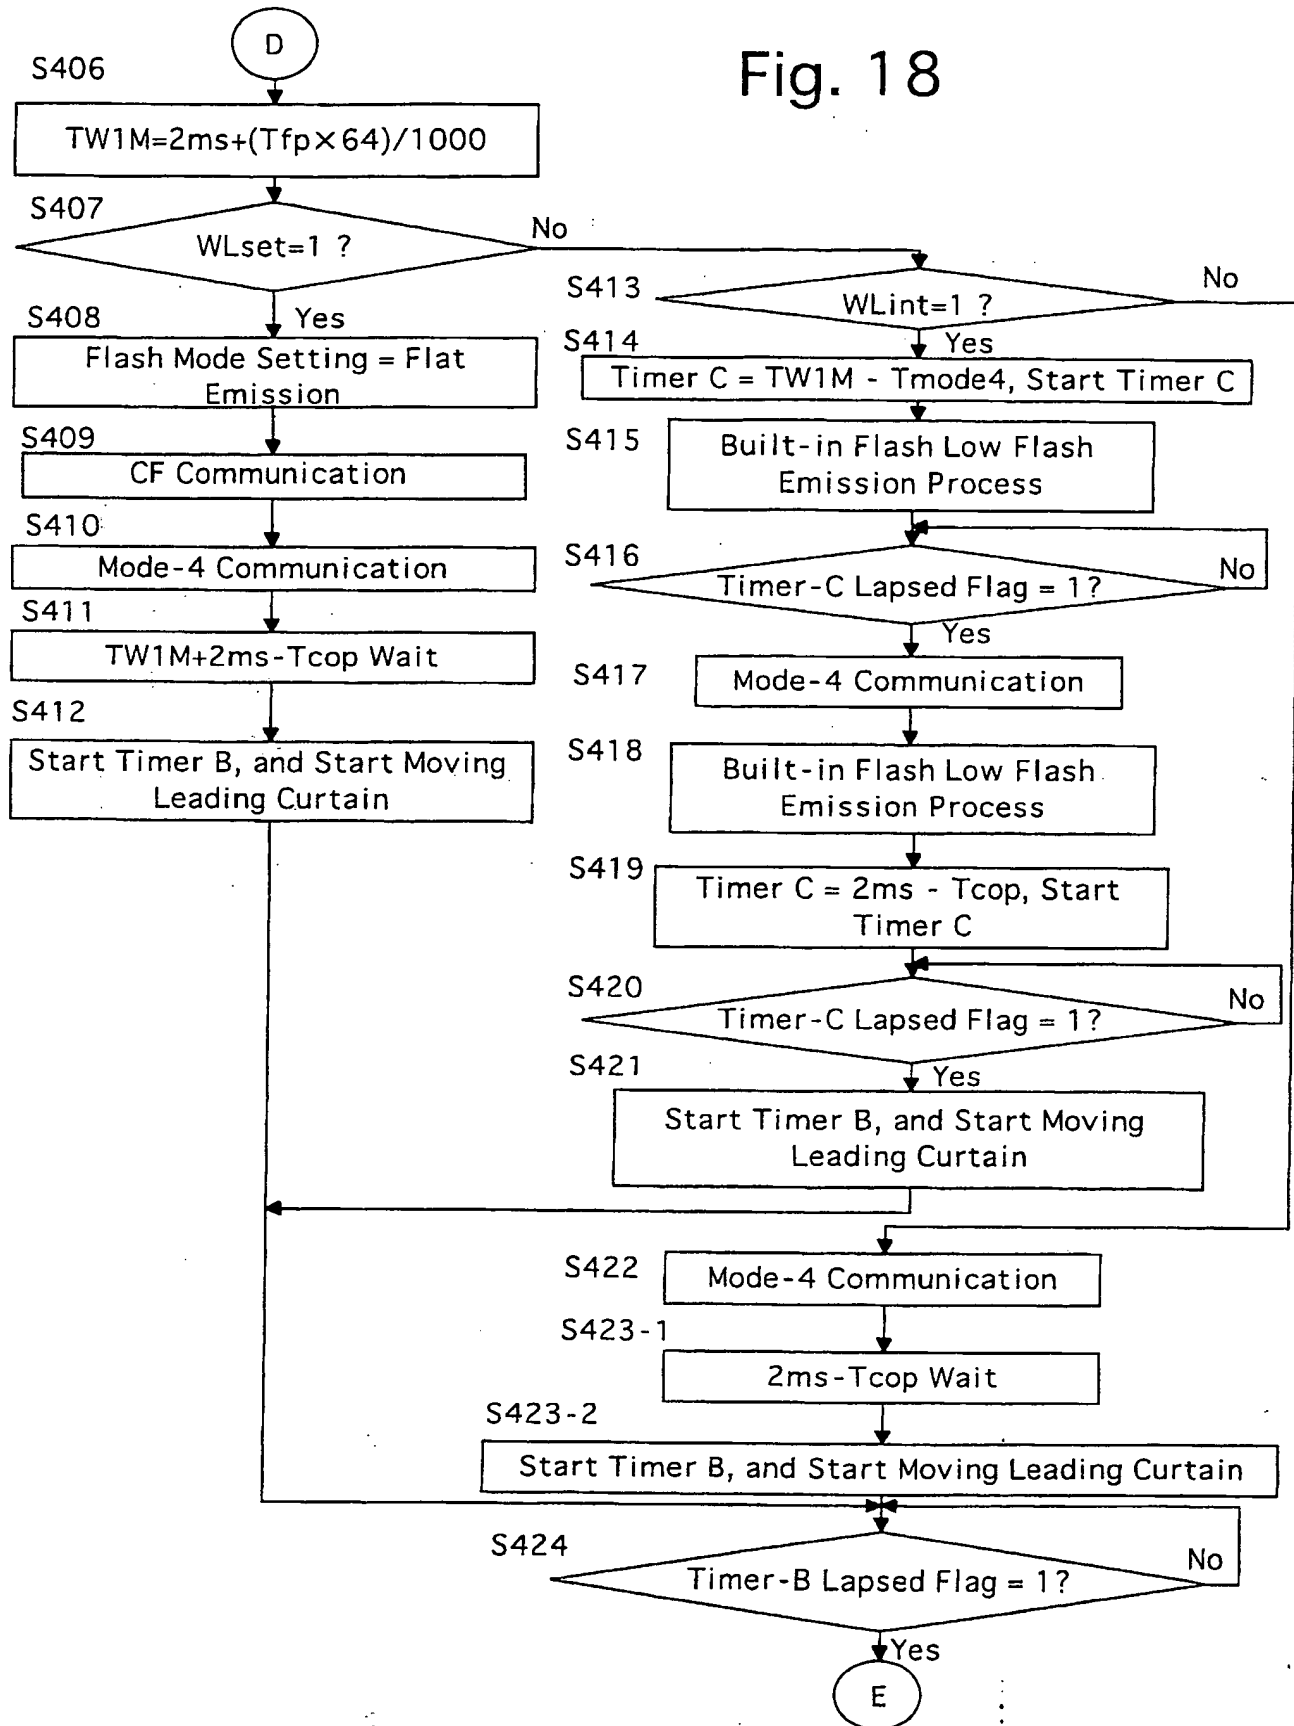 D
Fig. 18
S406
TW1M=2ms+(Tfp×64)/1000
S407
WLset=1 ?
No
Yes
S408
Flash Mode Setting = Flat
Emission
S409
CF Communication
S410
Mode-4 Communication
S411
TW1M+2ms-Tcop Wait
S412
Start Timer B, and Start Moving
Leading Curtain
S413
WLint=1 ?
No
Yes
S414
Timer C = TW1M - Tmode4, Start Timer C
S415
Built-in Flash Low Flash
Emission Process
S416
Timer-C Lapsed Flag = 1?
No
Yes
S417
Mode-4 Communication
S418
Built-in Flash Low Flash
Emission Process
S419
Timer C = 2ms - Tcop, Start
Timer C
S420
Timer-C Lapsed Flag = 1?
No
Yes
S421
Start Timer B, and Start Moving
Leading Curtain
S422
Mode-4 Communication
S423-1
2ms-Tcop Wait
S423-2
Start Timer B, and Start Moving Leading Curtain
S424
Timer-B Lapsed Flag = 1?
No
Yes
E